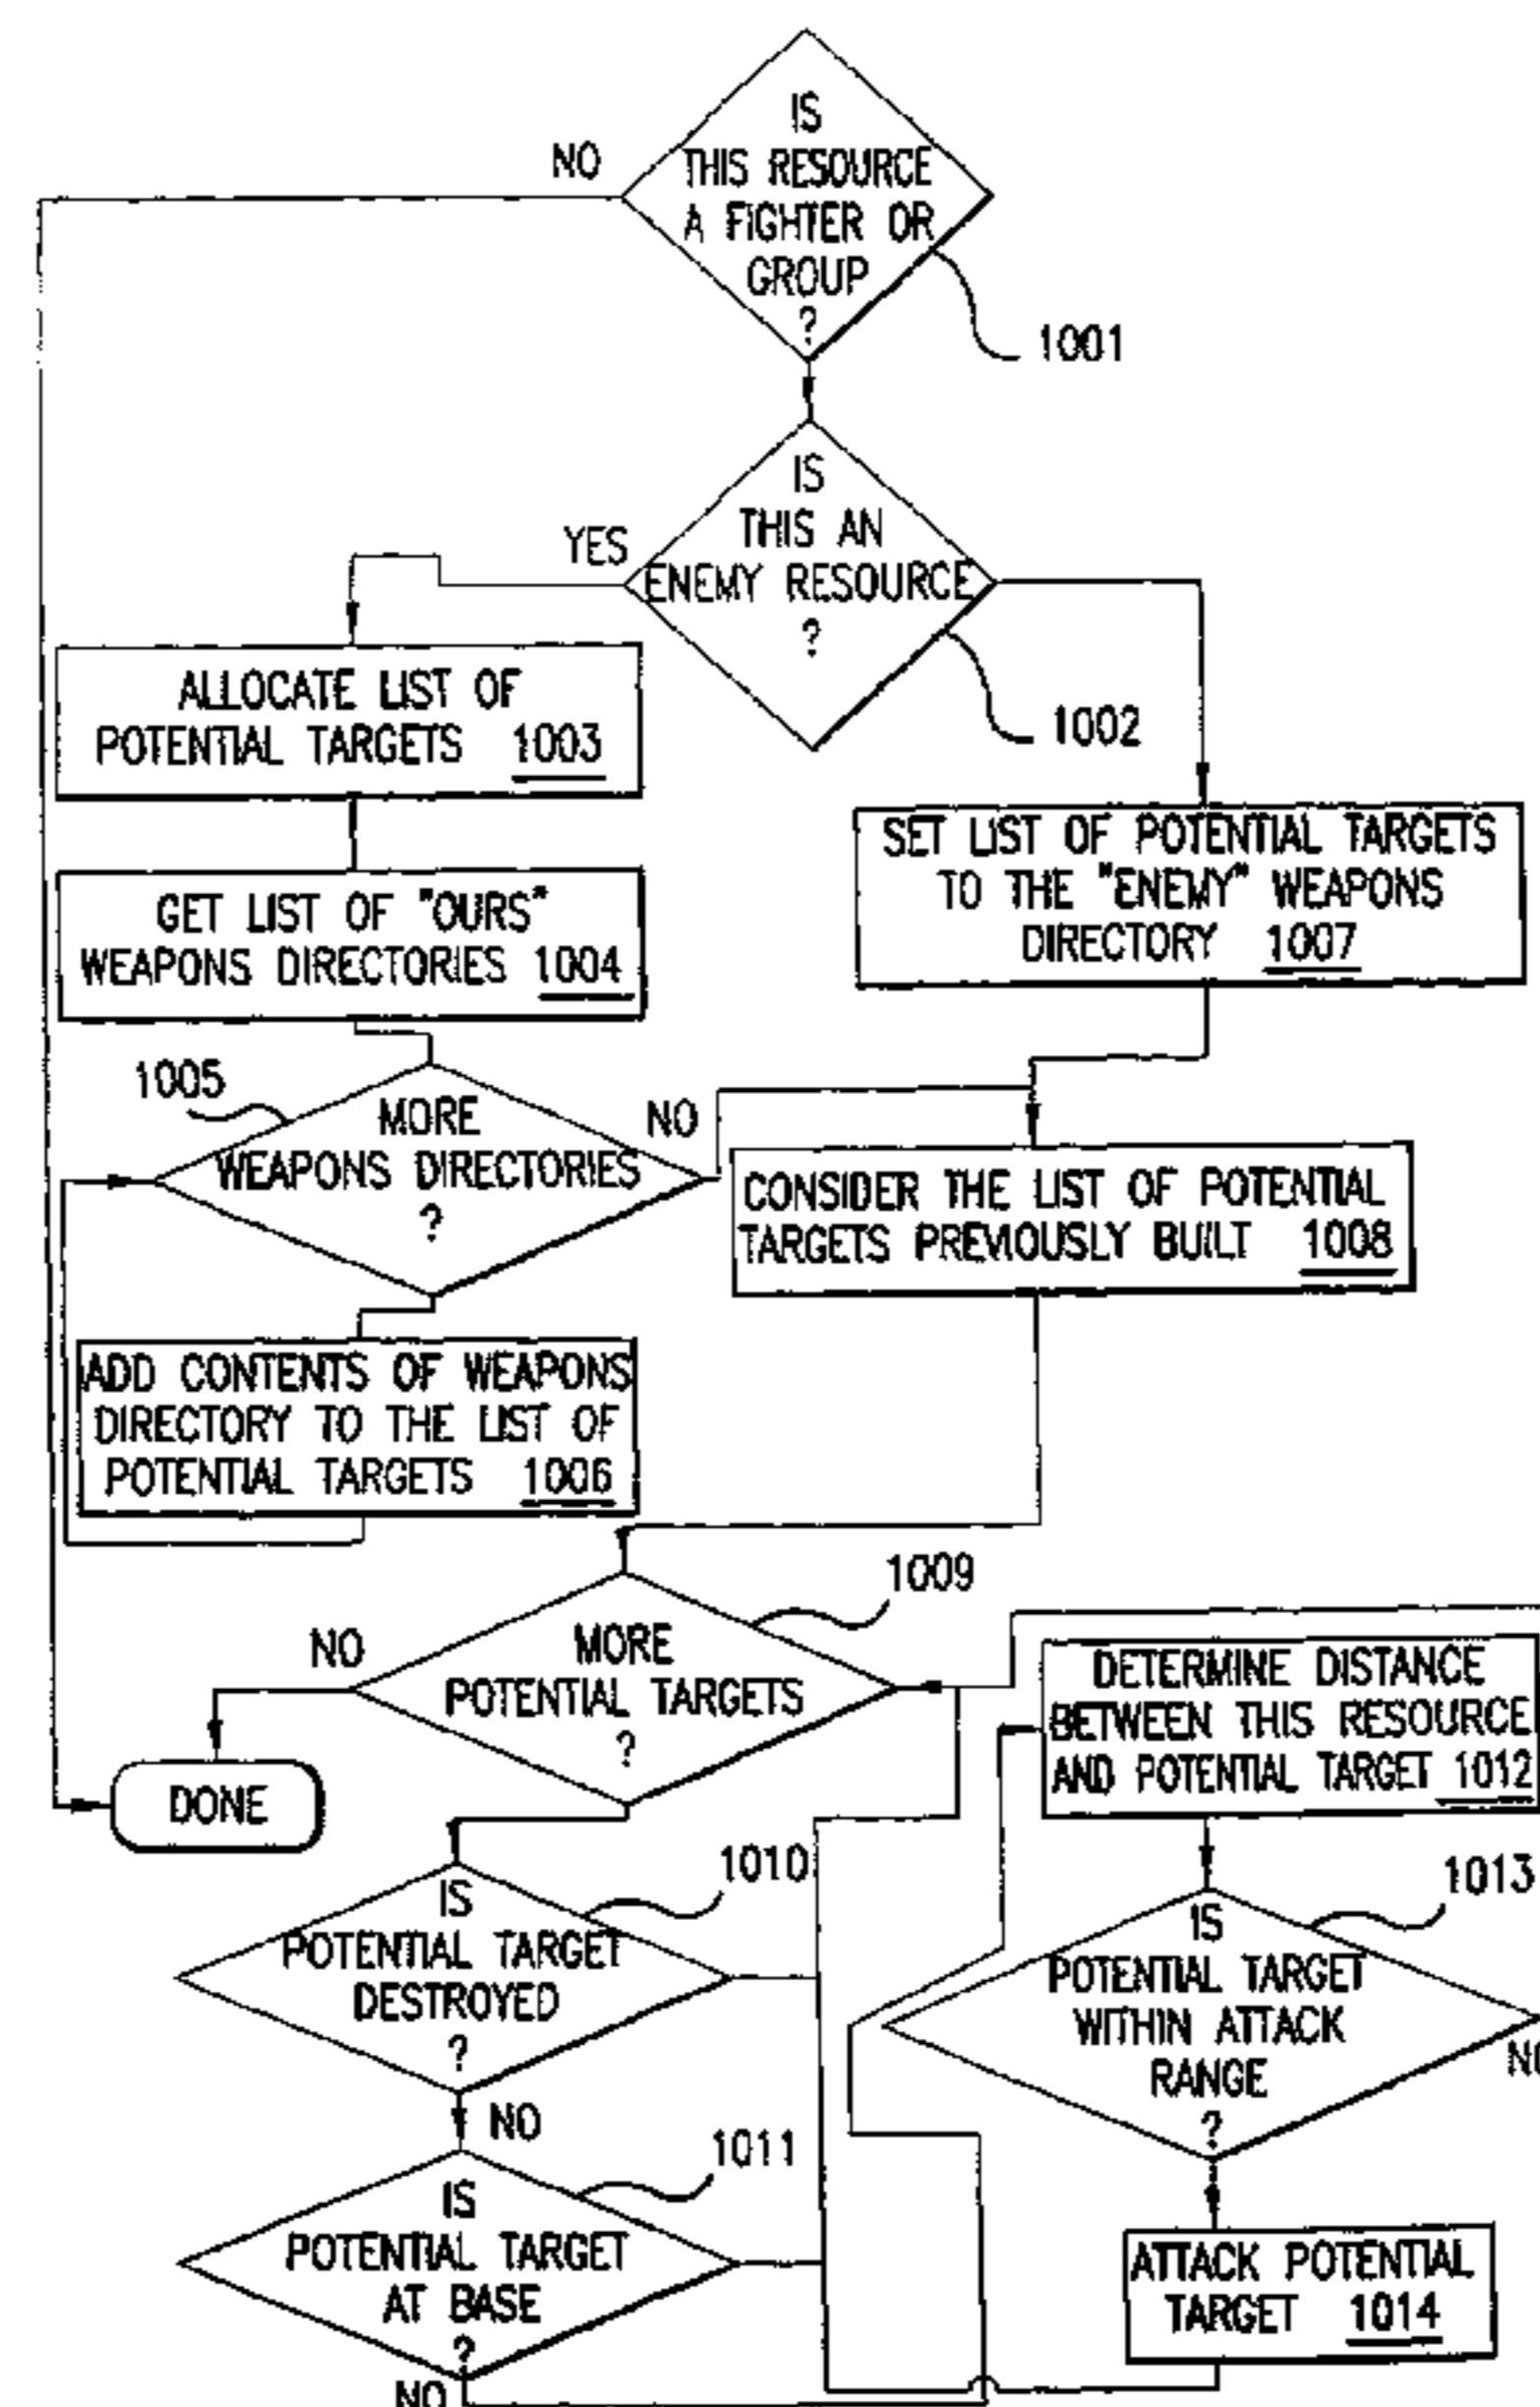 IS
THIS RESOURCE
A FIGHTER OR
GROUP
?
NO
1001
IS
THIS AN
ENEMY RESOURCE
?
YES
1002
ALLOCATE LIST OF
POTENTIAL TARGETS 1003
SET LIST OF POTENTIAL TARGETS
TO THE "ENEMY" WEAPONS
DIRECTORY 1007
GET LIST OF "OURS"
WEAPONS DIRECTORIES 1004
1005
MORE
WEAPONS DIRECTORIES
?
NO
CONSIDER THE LIST OF POTENTIAL
TARGETS PREVIOUSLY BUILT 1008
ADD CONTENTS OF WEAPONS
DIRECTORY TO THE LIST OF
POTENTIAL TARGETS 1006
1009
NO
MORE
POTENTIAL TARGETS
?
DONE
DETERMINE DISTANCE
BETWEEN THIS RESOURCE
AND POTENTIAL TARGET 1012
1010
IS
POTENTIAL TARGET
DESTROYED
?
NO
1013
IS
POTENTIAL TARGET
WITHIN ATTACK
RANGE
?
NO
1011
IS
POTENTIAL TARGET
AT BASE
?
NO
ATTACK POTENTIAL
TARGET 1014